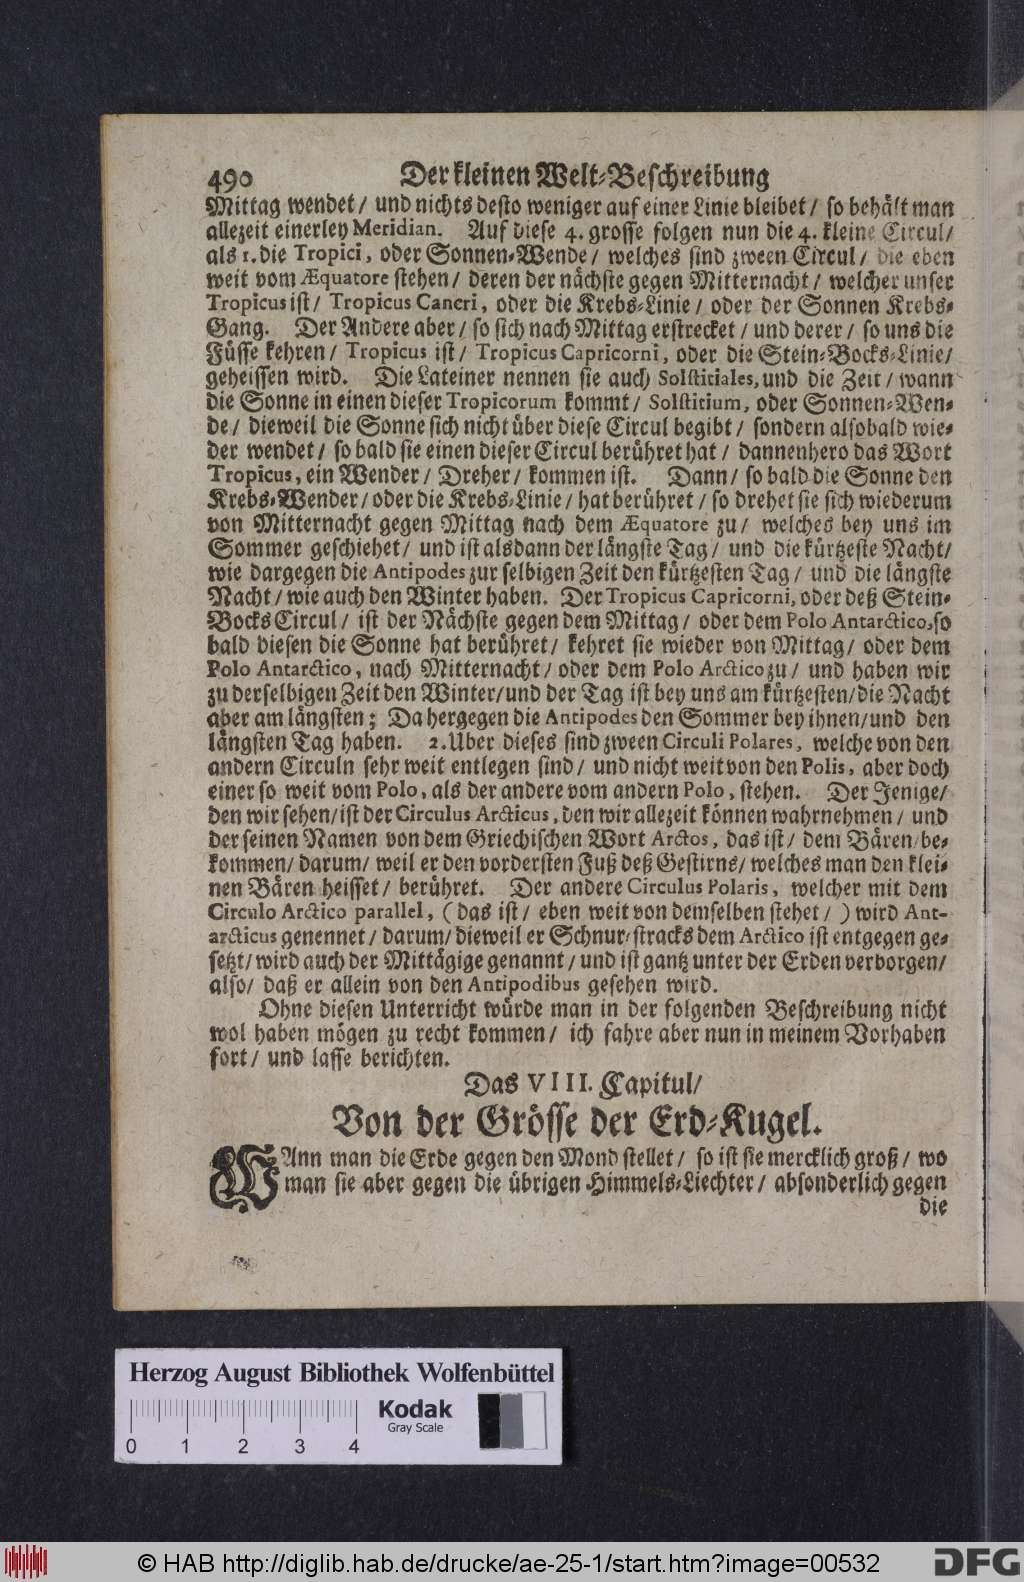 490 Der kleinen Welt-Beschreibung
Mittag wendet / und nichts desto weniger auf einer Linie bleibet / so behält man
allezeit einerley Meridian. Auf diese 4. grosse folgen nun die 4. kleine Circul /
als 1. die Tropici, oder Sonnen-Wende / welches sind zween Circul / die eben
weit vom Æquatore stehen / deren der nächste gegen Mitternacht / welcher unser
Tropicus ist / Tropicus Cancri, oder die Krebs-Linie / oder der Sonnen Krebs-
Gang. Der Andere aber / so sich nach Mittag erstrecket / und derer / so uns die
Füsse kehren / Tropicus ist / Tropicus Capricorni, oder die Stein-Bocks-Linie /
geheissen wird. Die Lateiner nennen sie auch Solstitiales, und die Zeit / wann
die Sonne in einen dieser Tropicorum kommt / Solstitium, oder Sonnen-Wen-
de / dieweil die Sonne sich nicht über diese Circul begibt / sondern alsobald wie-
der wendet / so bald sie einen dieser Circul berühret hat / dannenhero das Wort
Tropicus, ein Wender / Dreher / kommen ist. Dann / so bald die Sonne den
Krebs-Wender / oder die Krebs-Linie / hat berühret / so drehet sie sich wiederum
von Mitternacht gegen Mittag nach dem Æquatore zu / welches bey uns im
Sommer geschiehet / und ist alsdann der längste Tag / und die kürtzeste Nacht /
wie dargegen die Antipodes zur selbigen Zeit den kürtzesten Tag / und die längste
Nacht / wie auch den Winter haben. Der Tropicus Capricorni, oder deß Stein-
Bocks Circul / ist der Nächste gegen dem Mittag / oder dem Polo Antarctico, so
bald diesen die Sonne hat berühret / kehret sie wieder von Mittag / oder dem
Polo Antarctico, nach Mitternacht / oder dem Polo Arctico zu / und haben wir
zu derselbigen Zeit den Winter / und der Tag ist bey uns am kürtzesten / die Nacht
aber am längsten ; Da hergegen die Antipodes den Sommer bey ihnen / und den
längsten Tag haben. 2. Uber dieses sind zween Circuli Polares, welche von den
andern Circuln sehr weit entlegen sind / und nicht weit von den Polis, aber doch
einer so weit vom Polo, als der andere vom andern Polo, stehen. Der Jenige /
den wir sehen / ist der Circulus Arcticus, den wir allezeit können wahrnehmen / und
der seinen Namen von dem Griechischen Wort Arctos, das ist / dem Bären / be-
kommen / darum / weil er den vordersten Fuß deß Gestirns / welches man den klei-
nen Bären heisset / berühret. Der andere Circulus Polaris, welcher mit dem
Circulo Arctico parallel, ( das ist / eben weit von demselben stehet / ) wird Ant-
arcticus genennet / darum / dieweil er Schnur-stracks dem Arctico ist entgegen ge-
setzt / wird auch der Mittägige genannt / und ist gantz unter der Erden verborgen /
also / daß er allein von den Antipodibus gesehen wird.
Ohne diesen Unterricht würde man in der folgenden Beschreibung nicht
wol haben mögen zu recht kommen / ich fahre aber nun in meinem Vorhaben
fort / und lasse berichten.
Das VIII. Capitul /
Von der Grösse der Erd-Kugel.
WAnn man die Erde gegen den Mond stellet / so ist sie mercklich groß / wo
man sie aber gegen die übrigen Himmels-Liechter / absonderlich gegen
die
Herzog August Bibliothek Wolfenbüttel
Kodak
Gray Scale
0 1 2 3 4
© HAB http://diglib.hab.de/drucke/ae-25-1/start.htm?image=00532
DFG